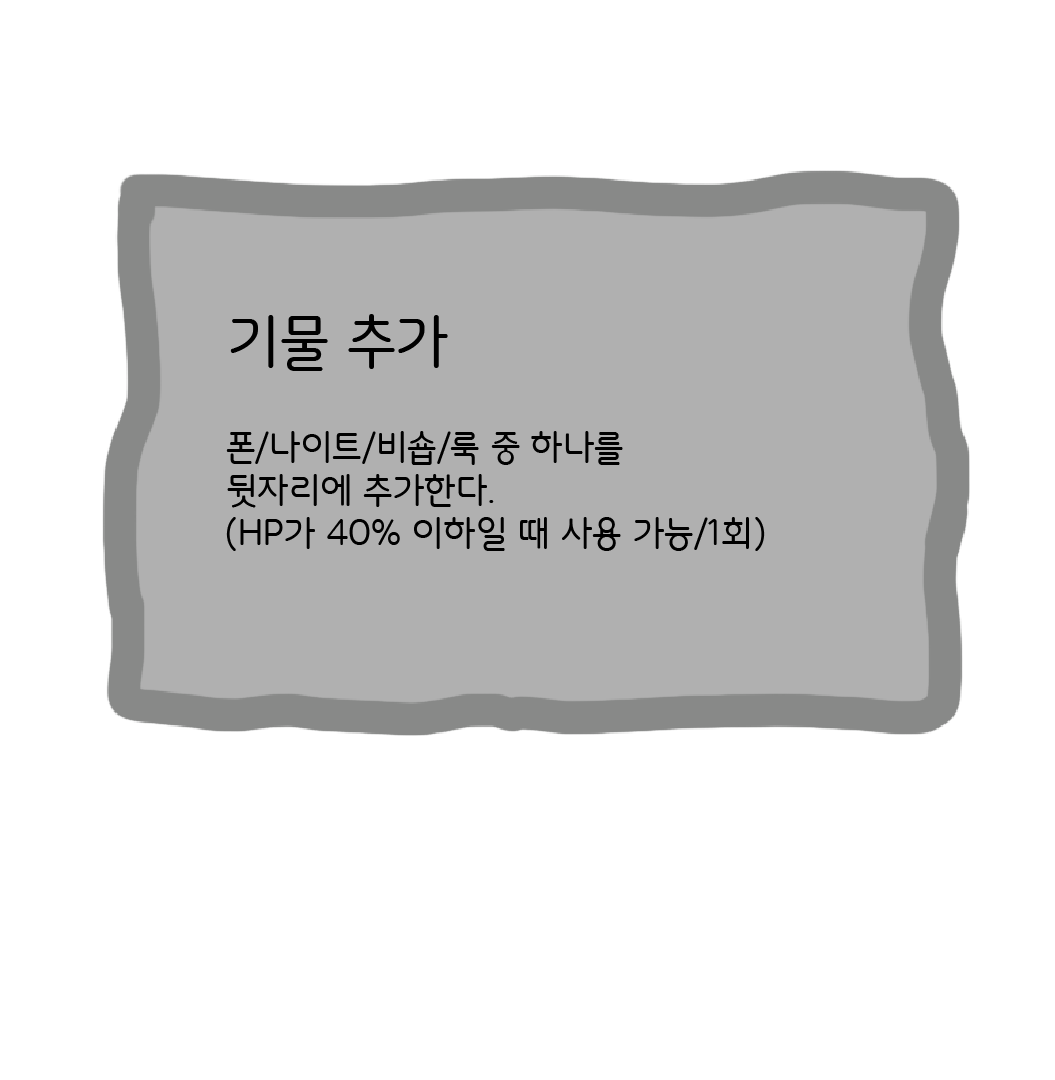 기물 추가
폰/나이트/비숍/룩 중 하나를
뒷자리에 추가한다.
(HP가 40% 이하일 때 사용 가능/1회)